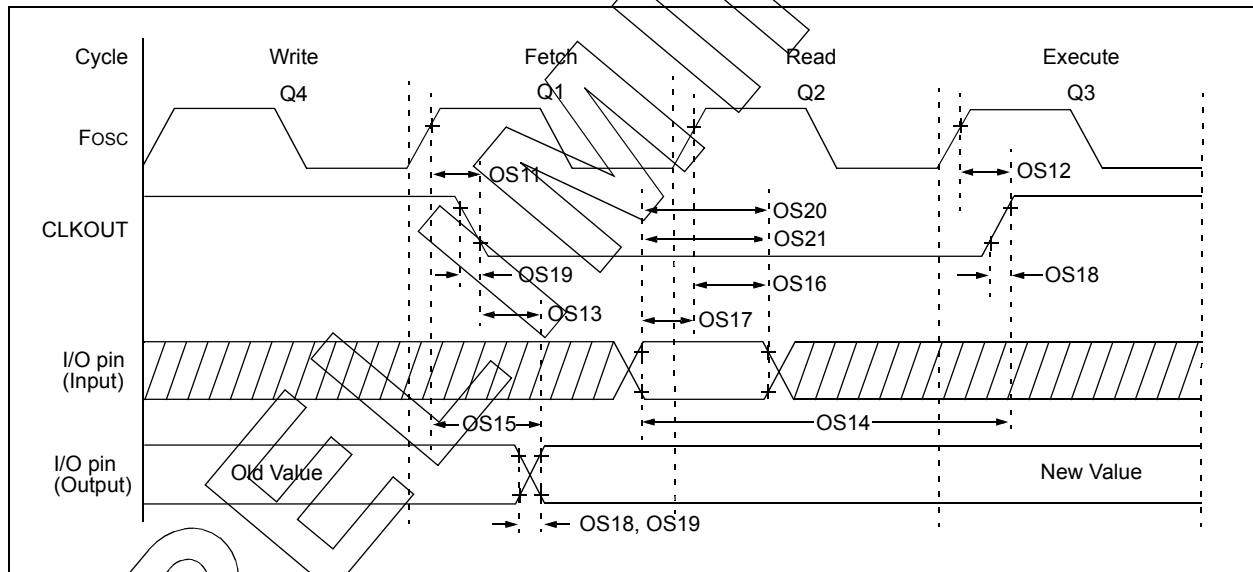 Cycle Write Fetch Read Execute
Q4 Q1 Q2 Q3
FOSC
OS11 OS12
OS20
CLKOUT
OS21
OS19 OS16 OS18
OS13 OS17
I/O pin
(Input)
OS15 OS14
I/O pin
(Output)
Old Value New Value
OS18, OS19